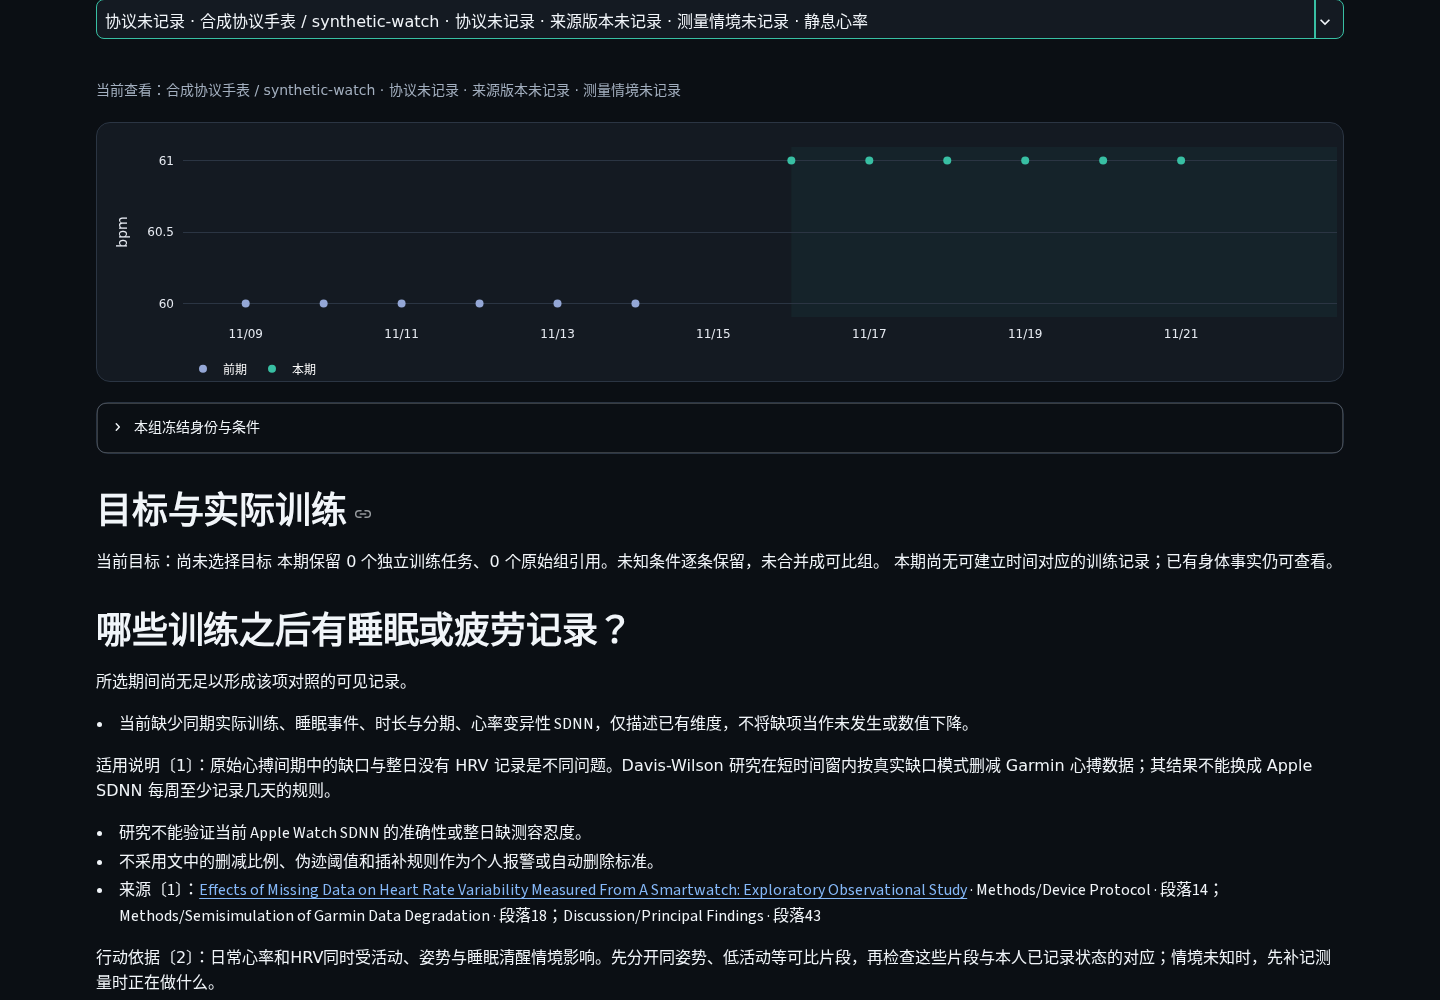 协议未记录 · 合成协议手表 / synthetic-watch · 协议未记录 · 来源版本未记录 · 测量情境未记录 · 静息心率
当前查看：合成协议手表 / synthetic-watch · 协议未记录 · 来源版本未记录 · 测量情境未记录
61
60.5
60
bpm
11/09
11/11
11/13
11/15
11/17
11/19
11/21
前期
本期
本组冻结身份与条件
目标与实际训练
当前目标：尚未选择目标 本期保留 0 个独立训练任务、0 个原始组引用。未知条件逐条保留，未合并成可比组。 本期尚无可建立时间对应的训练记录；已有身体事实仍可查看。
哪些训练之后有睡眠或疲劳记录？
所选期间尚无足以形成该项对照的可见记录。
• 当前缺少同期实际训练、睡眠事件、时长与分期、心率变异性 SDNN，仅描述已有维度，不将缺项当作未发生或数值下降。
适用说明〔1〕：原始心搏间期中的缺口与整日没有 HRV 记录是不同问题。Davis-Wilson 研究在短时间窗内按真实缺口模式删减 Garmin 心搏数据；其结果不能换成 Apple
SDNN 每周至少记录几天的规则。
• 研究不能验证当前 Apple Watch SDNN 的准确性或整日缺测容忍度。
• 不采用文中的删减比例、伪迹阈值和插补规则作为个人报警或自动删除标准。
• 来源〔1〕：Effects of Missing Data on Heart Rate Variability Measured From A Smartwatch: Exploratory Observational Study · Methods/Device Protocol · 段落14；
Methods/Semisimulation of Garmin Data Degradation · 段落18；Discussion/Principal Findings · 段落43
行动依据〔2〕：日常心率和HRV同时受活动、姿势与睡眠清醒情境影响。先分开同姿势、低活动等可比片段，再检查这些片段与本人已记录状态的对应；情境未知时，先补记测
量时正在做什么。